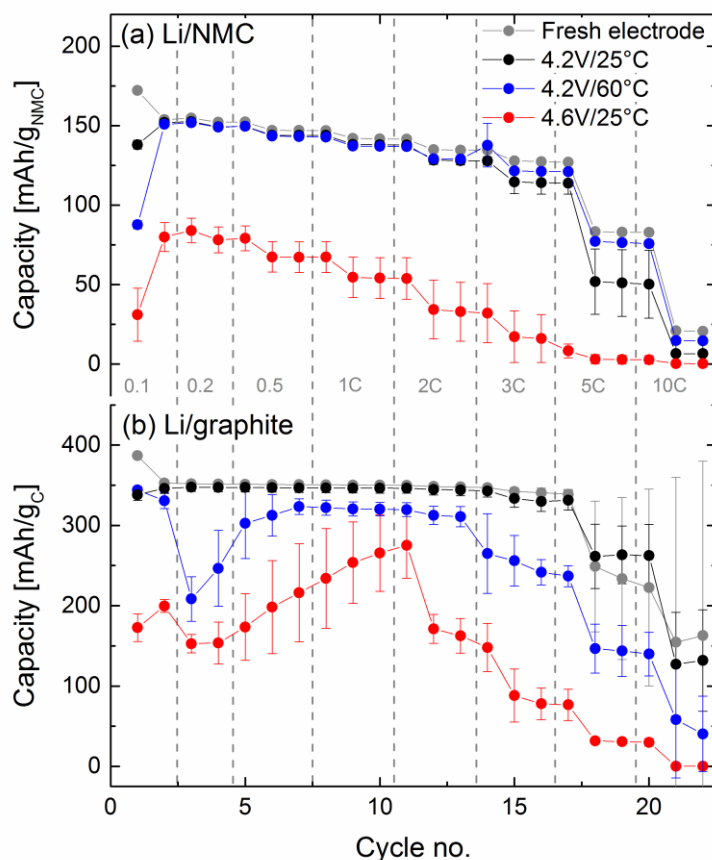 (a) Li/NMC
Fresh electrode
4.2V/25°C
4.2V/60°C
4.6V/25°C
Capacity [mAh/g_NMC]
200
150
100
50
0
0.1 0.2 0.5 1C 2C 3C 5C 10C
(b) Li/graphite
Capacity [mAh/g_C]
400
300
200
100
0
0 5 10 15 20
Cycle no.